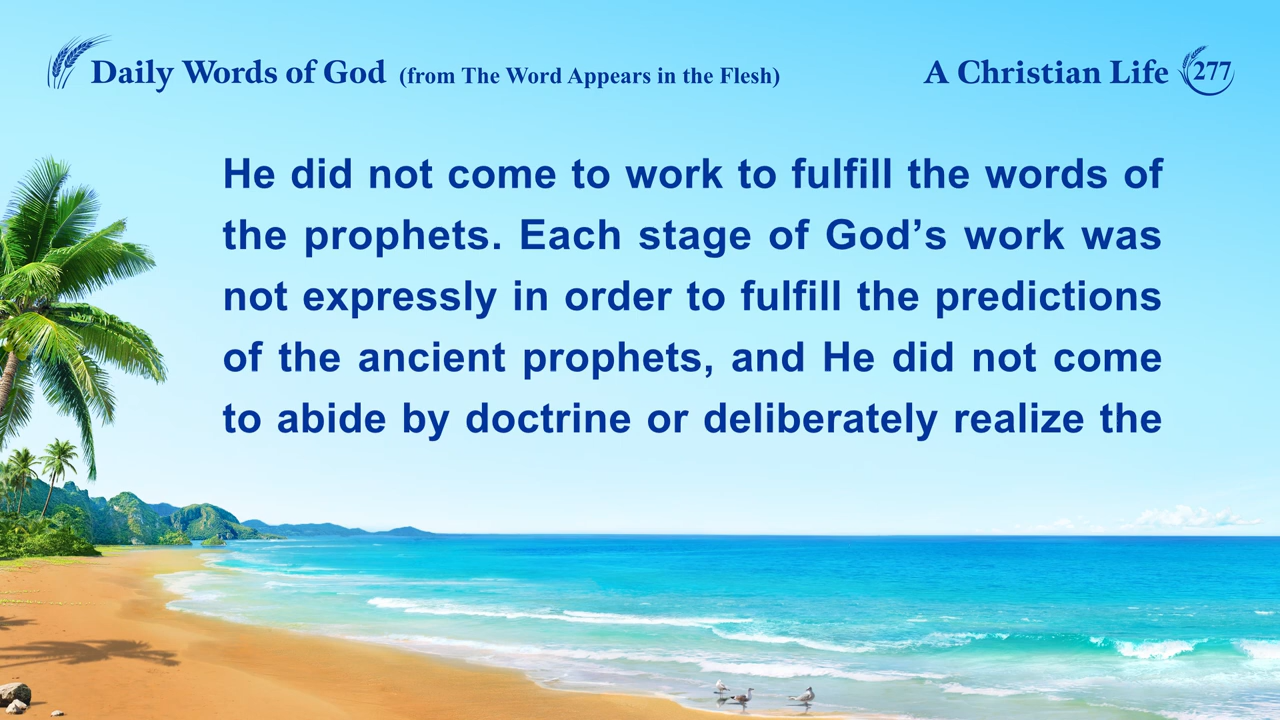 Daily Words of God (from The Word Appears in the Flesh)
A Christian Life 277
He did not come to work to fulfill the words of
the prophets. Each stage of God’s work was
not expressly in order to fulfill the predictions
of the ancient prophets, and He did not come
to abide by doctrine or deliberately realize the